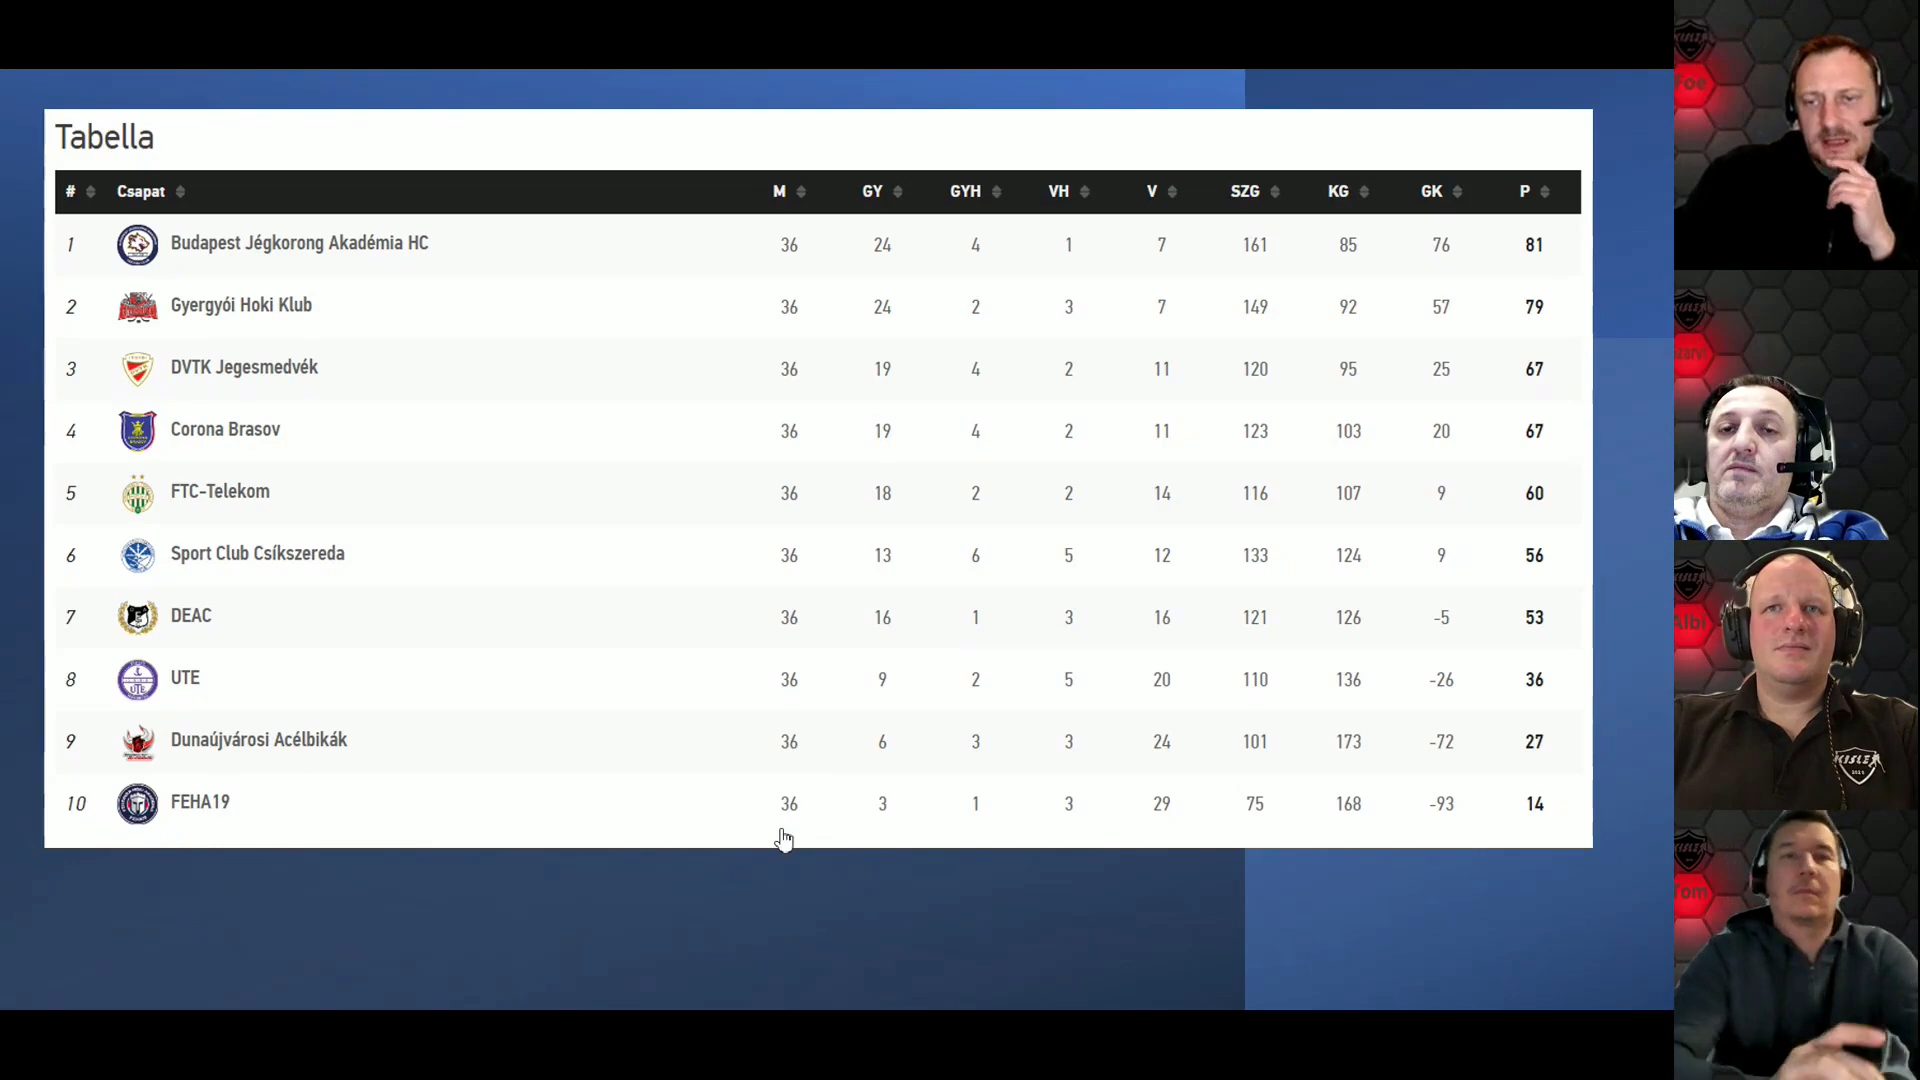 Tabella
# Csapat M GY GYH VH V SZG KG GK P
1 Budapest Jégkorong Akadémia HC 36 24 4 1 7 161 85 76 81
2 Gyergyói Hoki Klub 36 24 2 3 7 149 92 57 79
3 DVTK Jegesmedvék 36 19 4 2 11 120 95 25 67
4 Corona Brasov 36 19 4 2 11 123 103 20 67
5 FTC-Telekom 36 18 2 2 14 116 107 9 60
6 Sport Club Csíkszereda 36 13 6 5 12 133 124 9 56
7 DEAC 36 16 1 3 16 121 126 -5 53
8 UTE 36 9 2 5 20 110 136 -26 36
UTE
9 Dunaújvárosi Acélbikák 36 6 3 3 24 101 173 -72 27
10 FEHA19 36 3 1 3 29 75 168 -93 14
Foe
Albi
KISLER
2021
Tom